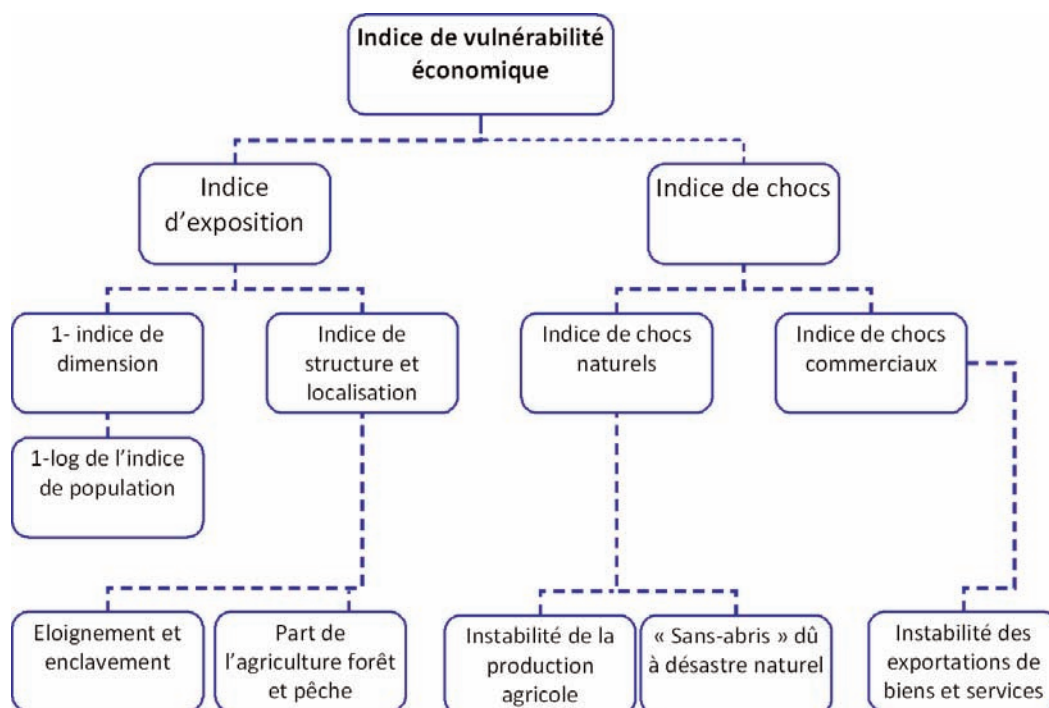 Indice de vulnérabilité
économique
Indice
d’exposition
Indice de chocs
1- indice de
dimension
Indice de
structure et
localisation
Indice de chocs
naturels
Indice de chocs
commerciaux
1-log de l’indice
de population
Eloignement et
enclavement
Part de
l’agriculture forêt
et pêche
Instabilité de la
production
agricole
« Sans-abris » dû
à désastre naturel
Instabilité des
exportations de
biens et services